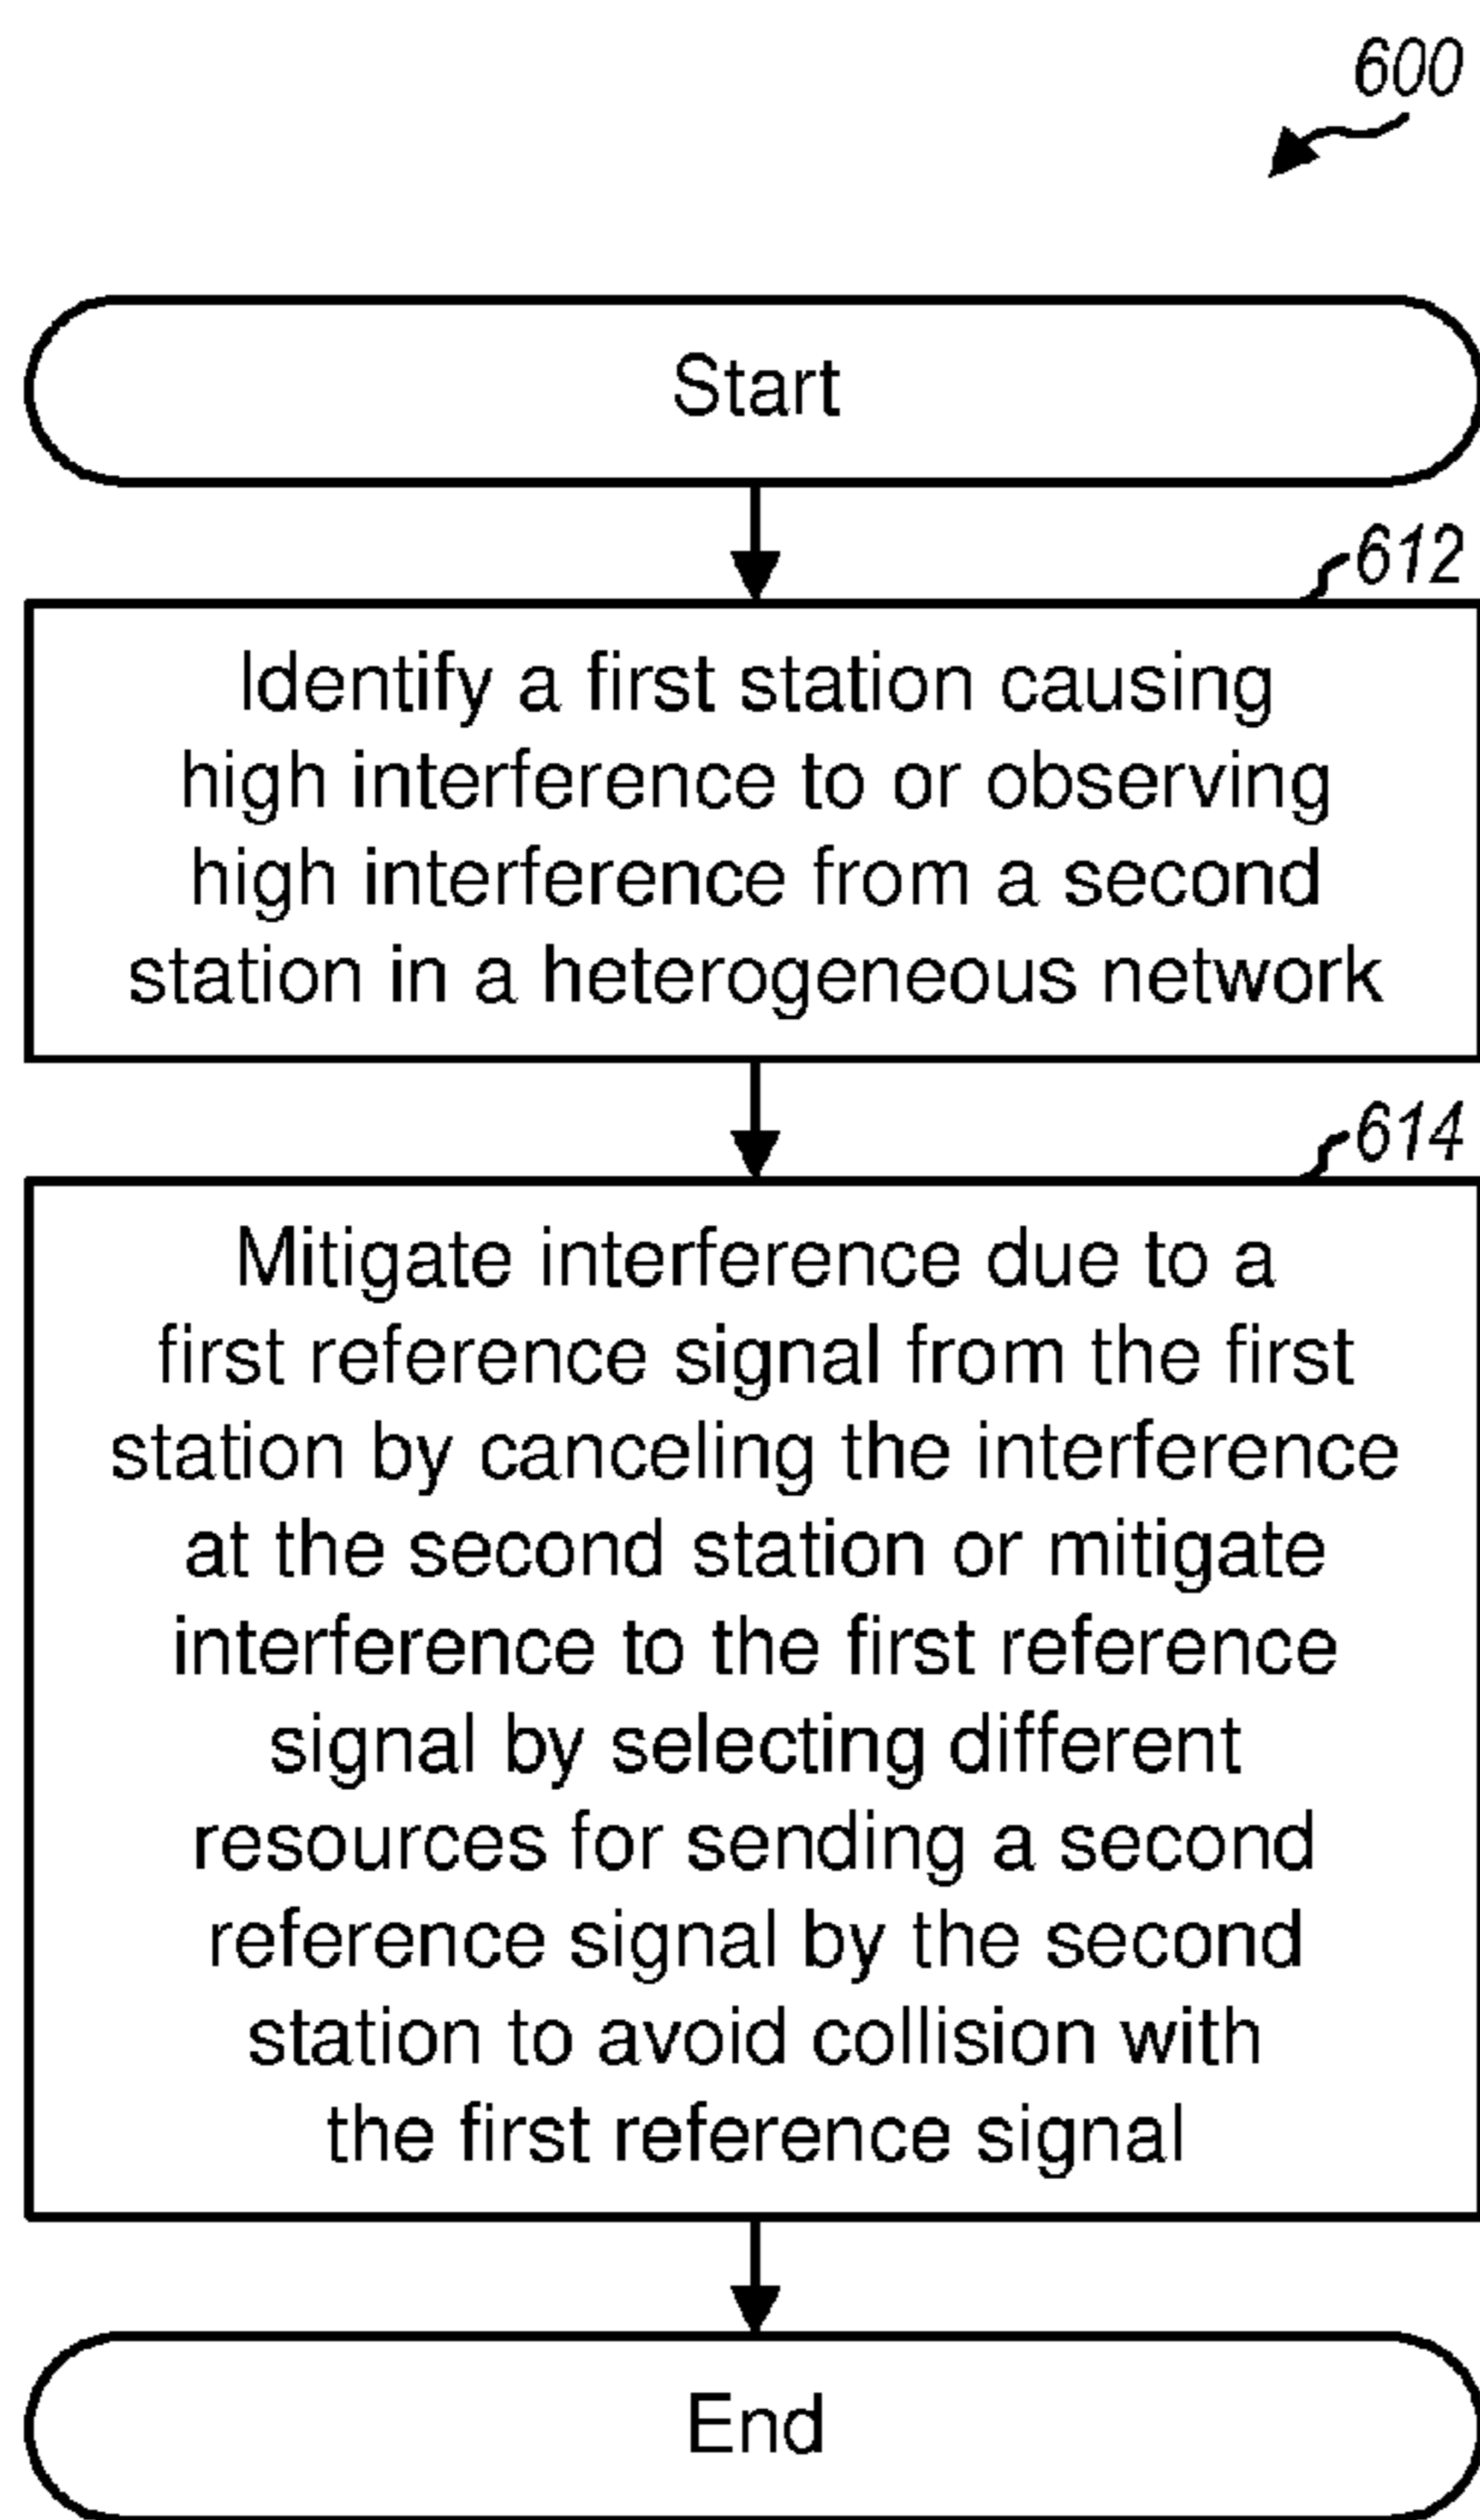 600
Start
612
Identify a first station causing
high interference to or observing
high interference from a second
station in a heterogeneous network
614
Mitigate interference due to a
first reference signal from the first
station by canceling the interference
at the second station or mitigate
interference to the first reference
signal by selecting different
resources for sending a second
reference signal by the second
station to avoid collision with
the first reference signal
End